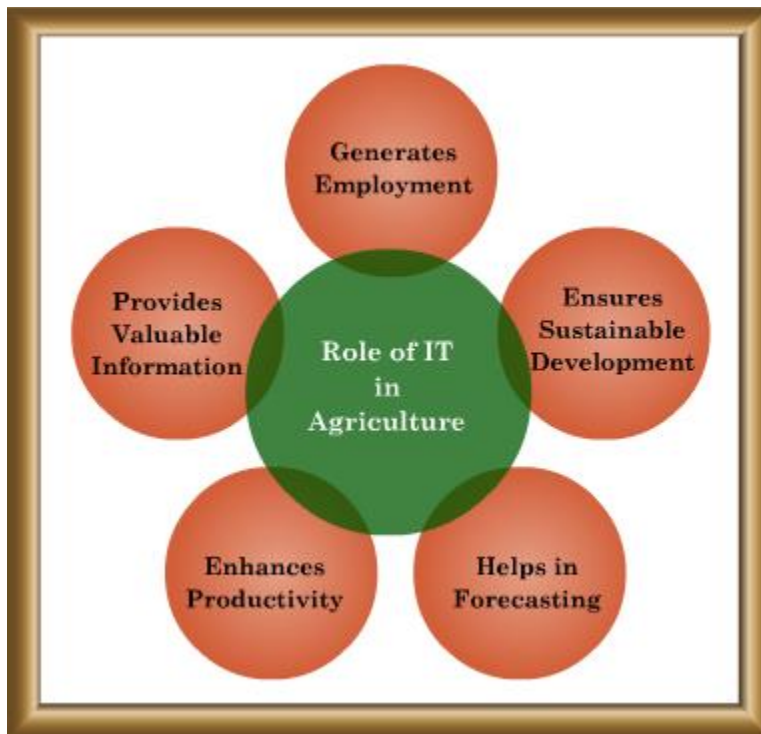 Generates
Employment
Ensures
Sustainable
Development
Helps in
Forecasting
Enhances
Productivity
Provides
Valuable
Information
Role of IT
in
Agriculture